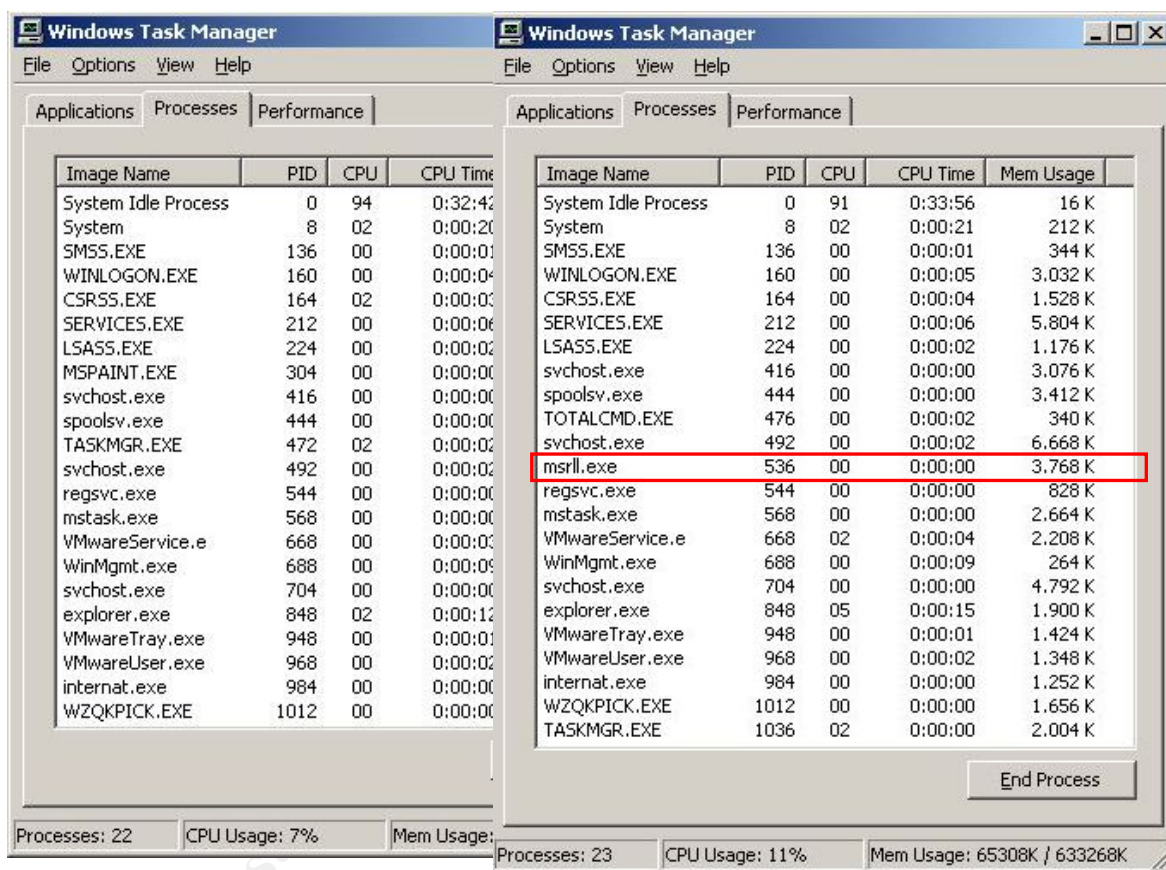 Windows Task Manager
File Options View Help
Applications Processes Performance
Image Name PID CPU CPU Time
System Idle Process 0 94 0:32:42
System 8 02 0:00:20
SMSS.EXE 136 00 0:00:01
WINLOGON.EXE 160 00 0:00:04
CSRSS.EXE 164 02 0:00:03
SERVICES.EXE 212 00 0:00:06
LSASS.EXE 224 00 0:00:02
MSPAINT.EXE 304 00 0:00:00
svchost.exe 416 00 0:00:00
spoolsv.exe 444 00 0:00:00
TASKMGR.EXE 472 02 0:00:02
svchost.exe 492 00 0:00:02
regsvc.exe 544 00 0:00:00
mstask.exe 568 00 0:00:00
VMwareService.e 668 00 0:00:03
WinMgmt.exe 688 00 0:00:09
svchost.exe 704 00 0:00:00
explorer.exe 848 02 0:00:12
VMwareTray.exe 948 00 0:00:01
VMwareUser.exe 968 00 0:00:02
internat.exe 984 00 0:00:00
WZQKPICK.EXE 1012 00 0:00:00
Processes: 22 CPU Usage: 7% Mem Usage:
Windows Task Manager
File Options View Help
Applications Processes Performance
Image Name PID CPU CPU Time Mem Usage
System Idle Process 0 91 0:33:56 16 K
System 8 02 0:00:21 212 K
SMSS.EXE 136 00 0:00:01 344 K
WINLOGON.EXE 160 00 0:00:05 3.032 K
CSRSS.EXE 164 00 0:00:04 1.528 K
SERVICES.EXE 212 00 0:00:06 5.804 K
LSASS.EXE 224 00 0:00:02 1.176 K
svchost.exe 416 00 0:00:00 3.076 K
spoolsv.exe 444 00 0:00:00 3.412 K
TOTALCMD.EXE 476 00 0:00:02 340 K
svchost.exe 492 00 0:00:02 6.668 K
msrll.exe 536 00 0:00:00 3.768 K
regsvc.exe 544 00 0:00:00 828 K
mstask.exe 568 00 0:00:00 2.664 K
VMwareService.e 668 02 0:00:04 2.208 K
WinMgmt.exe 688 00 0:00:09 264 K
svchost.exe 704 00 0:00:00 4.792 K
explorer.exe 848 05 0:00:15 1.900 K
VMwareTray.exe 948 00 0:00:01 1.424 K
VMwareUser.exe 968 00 0:00:02 1.348 K
internat.exe 984 00 0:00:00 1.252 K
WZQKPICK.EXE 1012 00 0:00:00 1.656 K
TASKMGR.EXE 1036 02 0:00:00 2.004 K
End Process
Processes: 23 CPU Usage: 11% Mem Usage: 65308K / 633268K